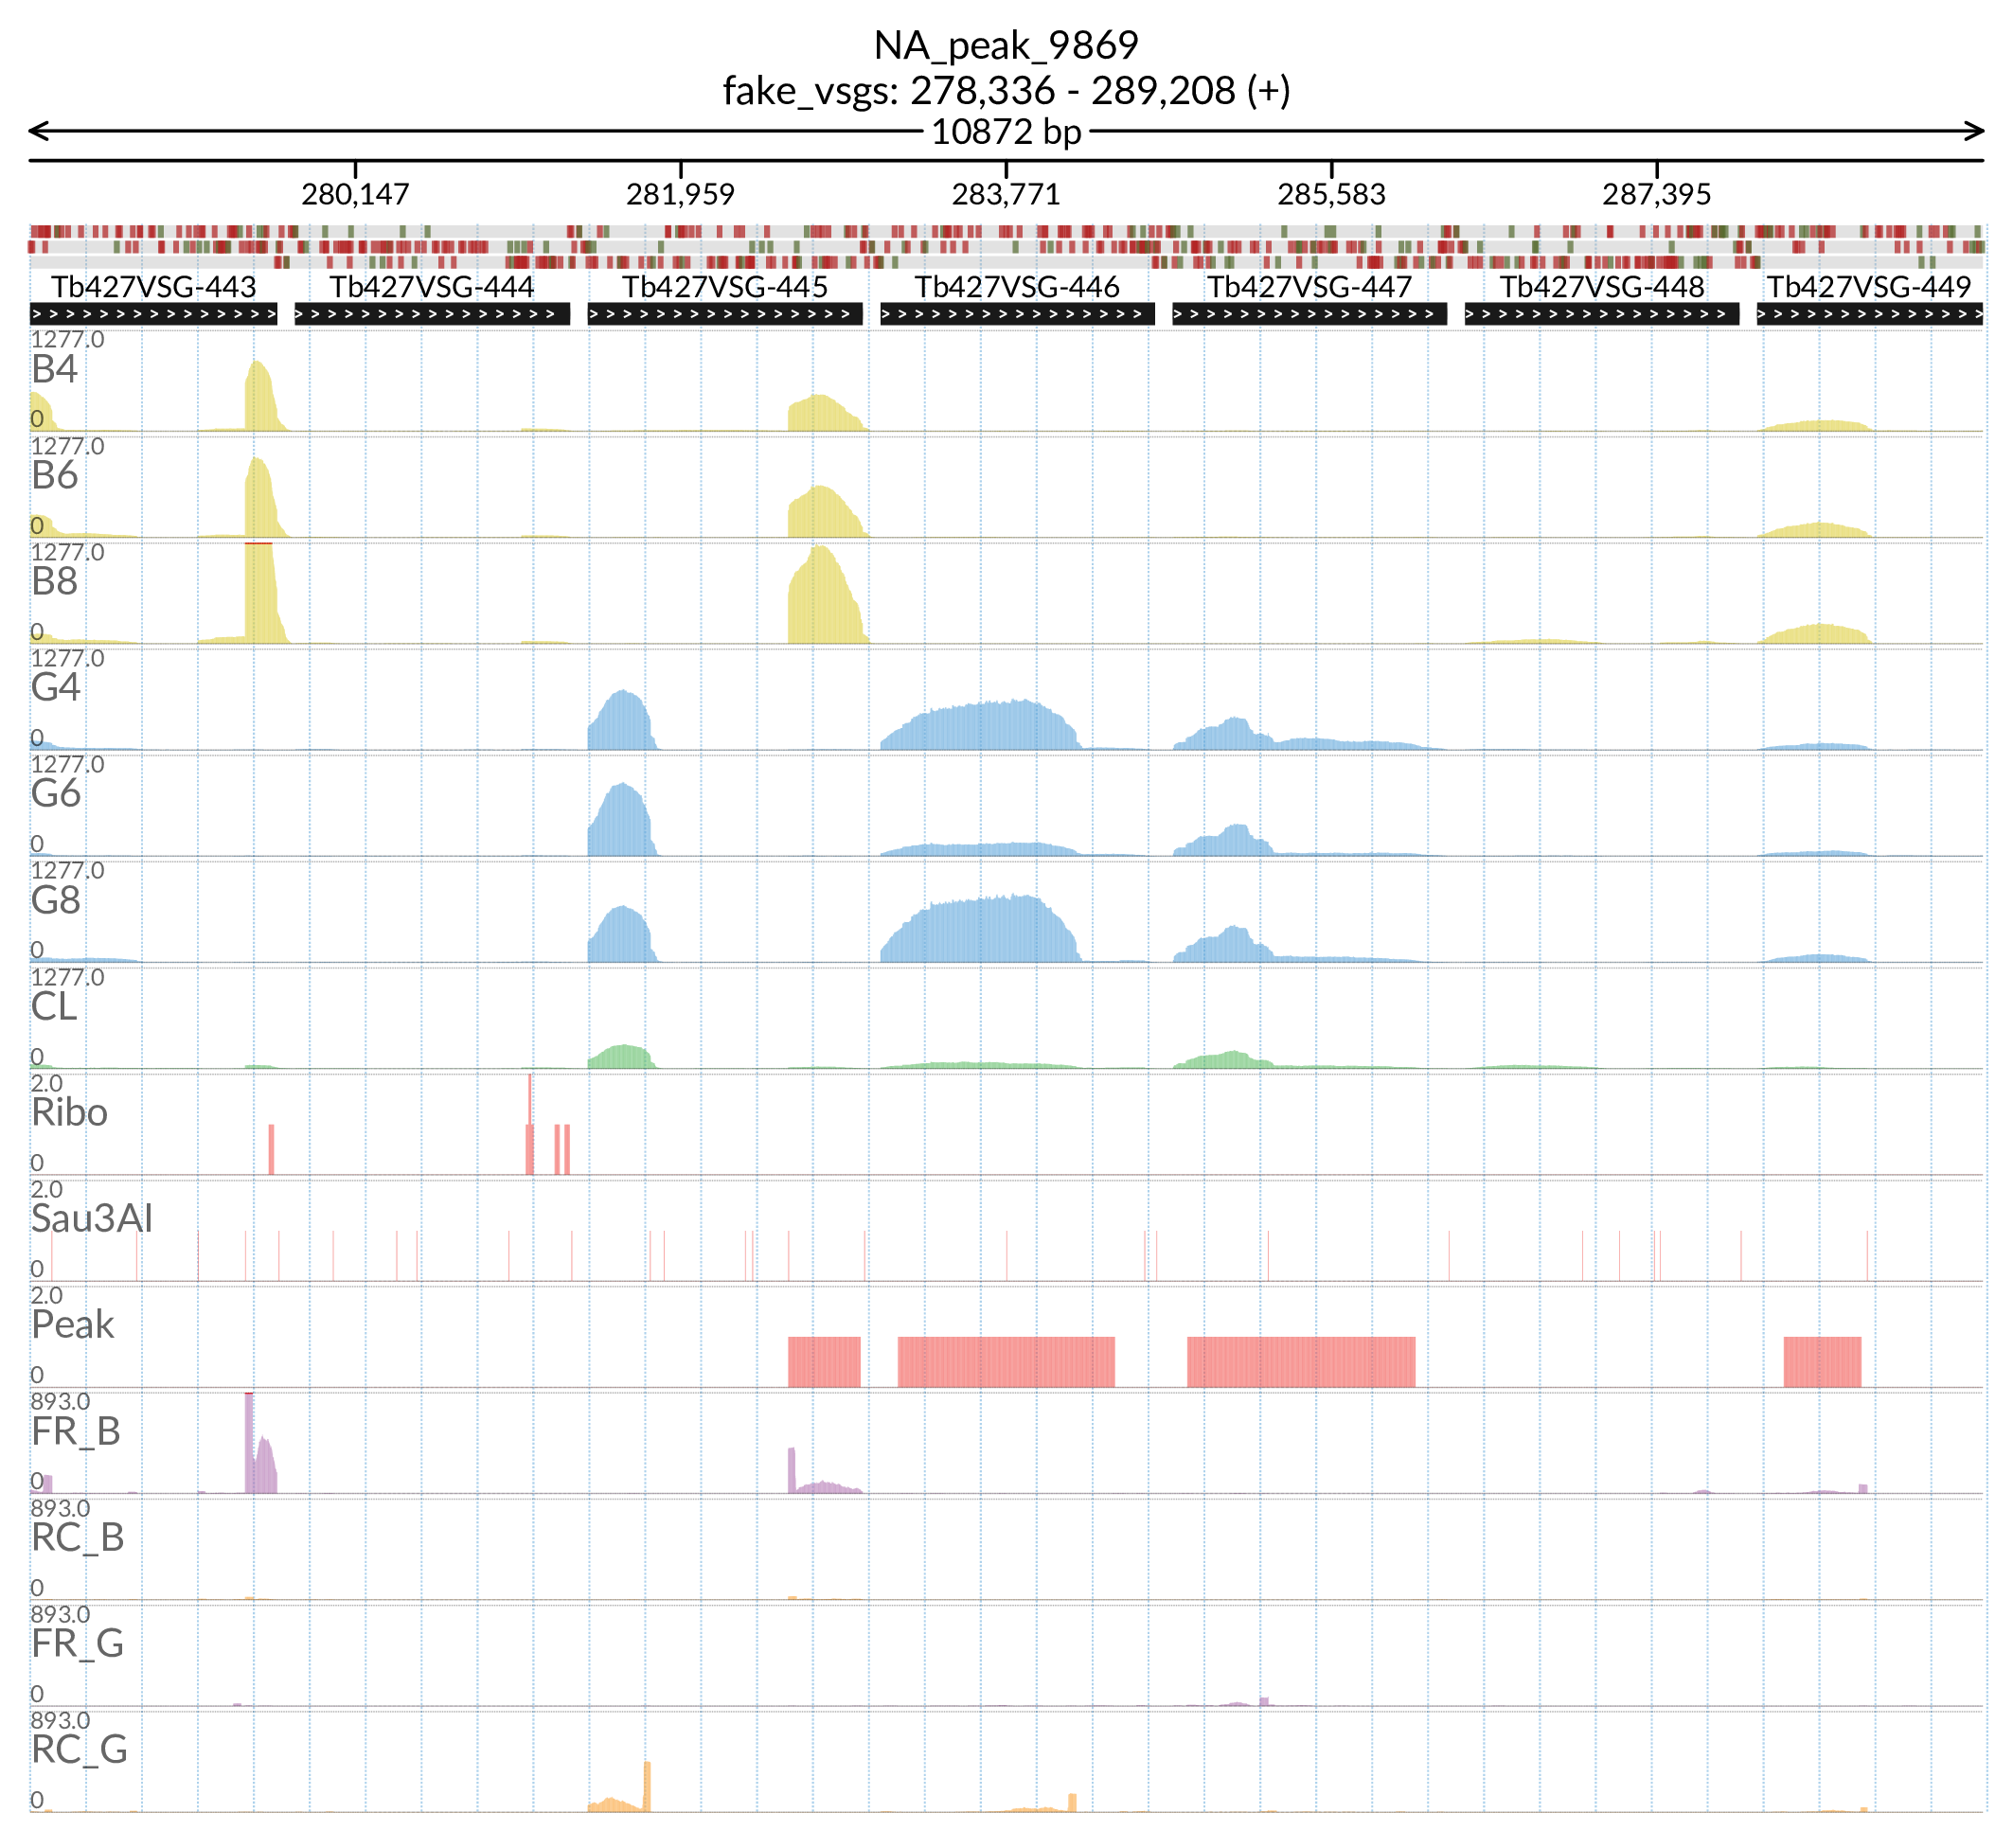 NA_peak_9869
fake_vsgs: 278,336 - 289,208 (+)
10872 bp
280,147 281,959 283,771 285,583 287,395
Tb427VSG-443 Tb427VSG-444 Tb427VSG-445 Tb427VSG-446 Tb427VSG-447 Tb427VSG-448 Tb427VSG-449
1277.0
B4
0
1277.0
B6
0
1277.0
B8
0
1277.0
G4
0
1277.0
G6
0
1277.0
G8
0
1277.0
CL
0
2.0
Ribo
0
2.0
Sau3AI
0
2.0
Peak
0
893.0
FR_B
0
893.0
RC_B
0
893.0
FR_G
0
893.0
RC_G
0